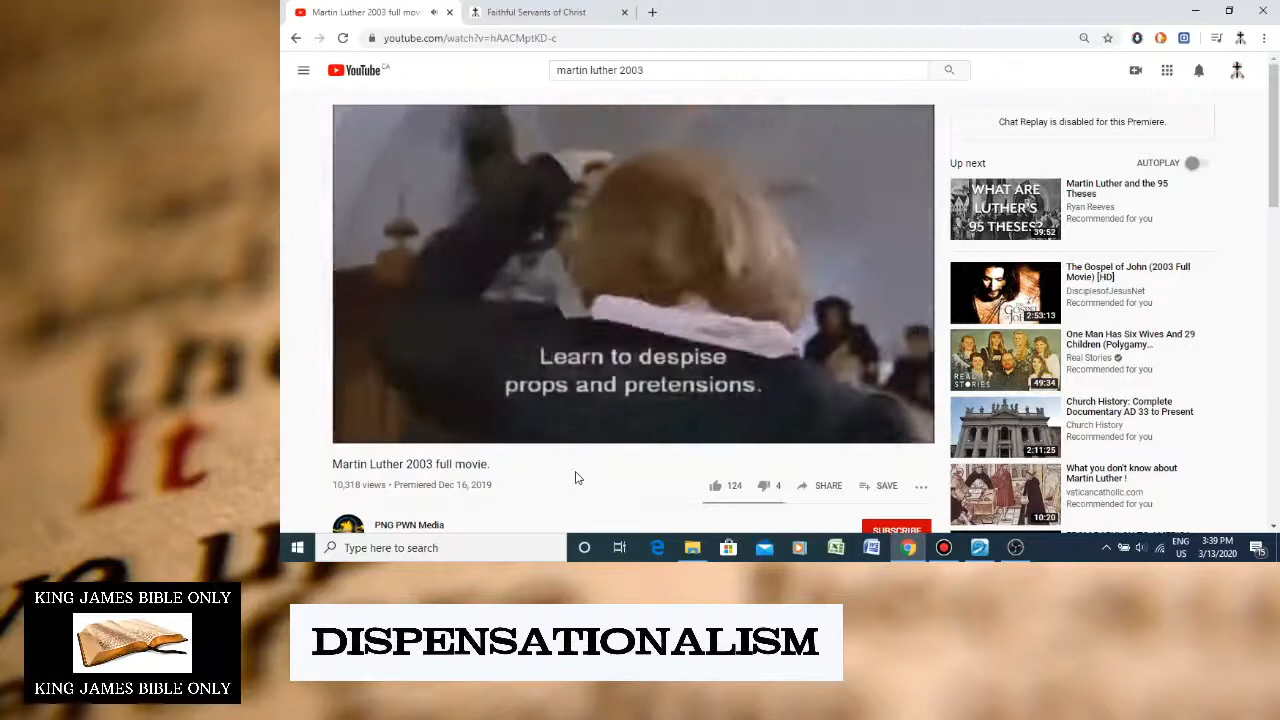 Martin Luther 2003 full mov
Faithful Servants of Christ
youtube.com/watch?v=hAACMptKD-c
YouTube CA
martin luther 2003
Chat Replay is disabled for this Premiere.
Up next
AUTOPLAY
WHAT ARE
LUTHER'S
95 THESES?
39:52
Martin Luther and the 95
Theses
Ryan Reeves
Recommended for you
THE
GOSPEL
OF
JOHN
2:53:13
The Gospel of John (2003 Full
Movie) [HD]
DisciplesofJesusNet
Recommended for you
REAL
STORIES
49:34
One Man Has Six Wives And 29
Children (Polygamy...
Real Stories
Recommended for you
2:11:25
Church History: Complete
Documentary AD 33 to Present
Church History
Recommended for you
10:20
What you don't know about
Martin Luther !
vaticancatholic.com
Recommended for you
Learn to despise
props and pretensions.
Martin Luther 2003 full movie.
10,318 views • Premiered Dec 16, 2019
124
4
SHARE
SAVE
PNG PWN Media
SUBSCRIBE
Type here to search
ENG
US
3:39 PM
3/13/2020
15
It
KING JAMES BIBLE ONLY
KING JAMES BIBLE ONLY
DISPENSATIONALISM